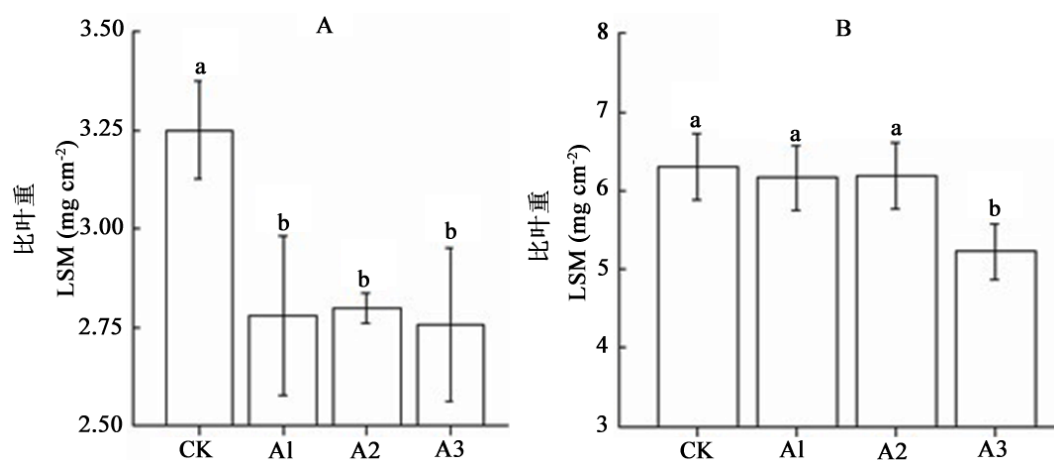 A
比叶重
LSM (mg cm-2)
3.50
3.25
3.00
2.75
2.50
a
b
b
b
CK
A1
A2
A3
B
比叶重
LSM (mg cm-2)
8
7
6
5
4
3
a
a
a
b
CK
A1
A2
A3